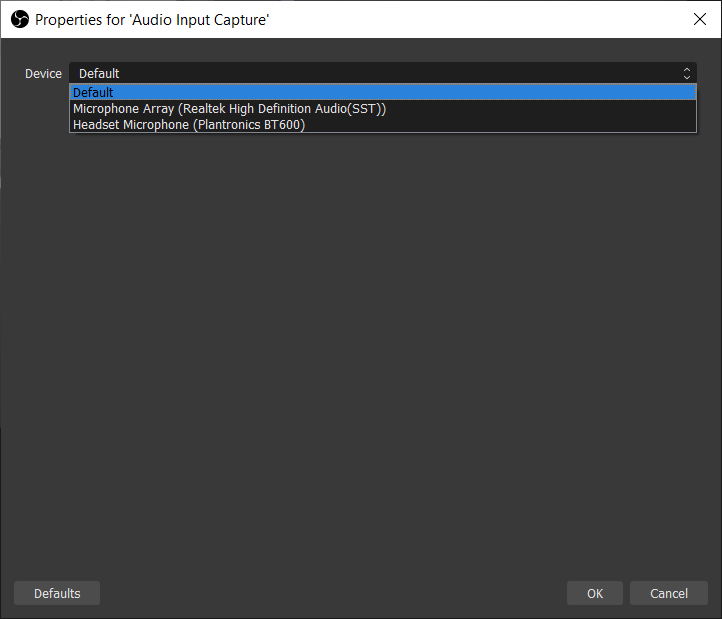 Properties for 'Audio Input Capture'
Device Default
Default
Microphone Array (Realtek High Definition Audio(SST))
Headset Microphone (Plantronics BT600)
Defaults OK Cancel